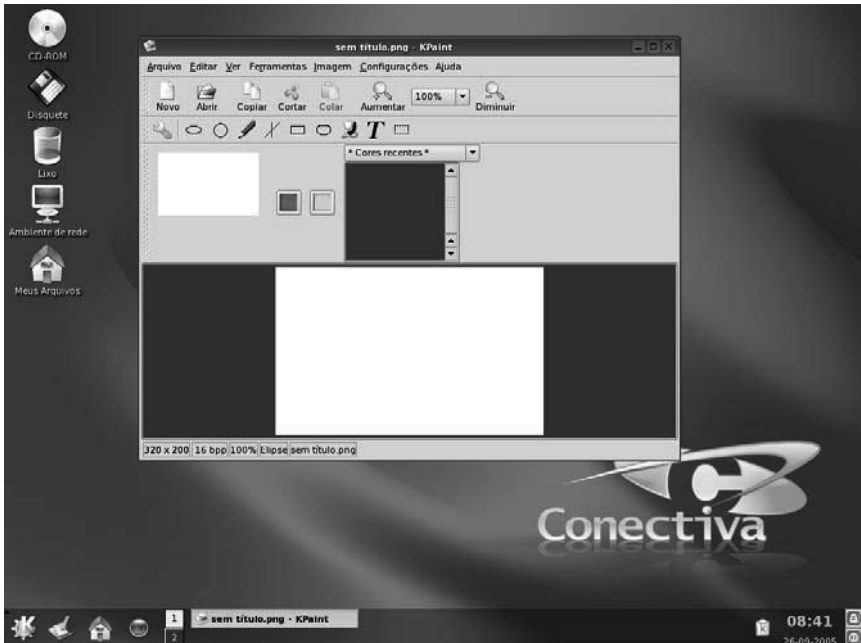 CD-ROM
Disquete
Lixo
Ambiente de rede
Meus Arquivos
sem título.png - KPaint
Arquivo Editar Ver Ferramentas Imagem Configurações Ajuda
Novo Abrir Copiar Cortar Colar Aumentar 100% Diminuir
T
* Cores recentes *
320 x 200 16 bpp 100% Elipse sem título.png
Conectiva
1 sem título.png - KPaint
2
08:41
26-09-2005